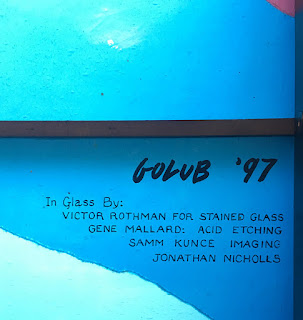 GOLUB '97
In Glass By:
VICTOR ROTHMAN FOR STAINED GLASS
GENE MALLARD: ACID ETCHING
SAMM KUNCE IMAGING
JONATHAN NICHOLLS